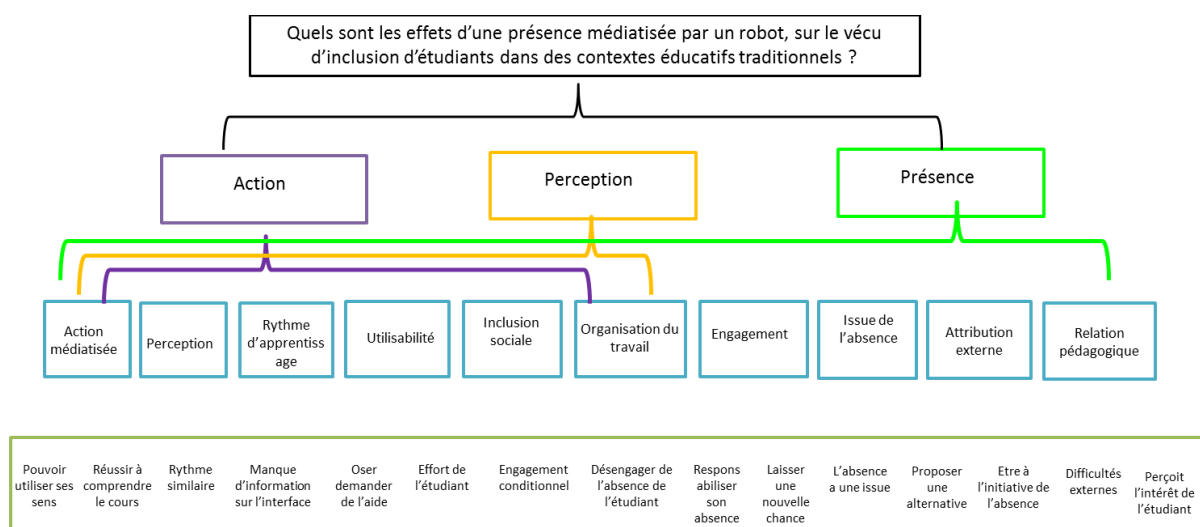 Quels sont les effets d’une présence médiatisée par un robot, sur le vécu
d’inclusion d’étudiants dans des contextes éducatifs traditionnels ?
Action
Perception
Présence
Action
médiatisée
Perception
Rythme
d’apprentiss
age
Utilisabilité
Inclusion
sociale
Organisation du
travail
Engagement
Issue de
l’absence
Attribution
externe
Relation
pédagogique
Pouvoir
utiliser ses
sens
Réussir à
comprendre
le cours
Rythme
similaire
Manque
d’information
sur l’interface
Oser
demander
de l’aide
Effort de
l’étudiant
Engagement
conditionnel
Désengager de
l’absence de
l’étudiant
Respons
abiliser
son
absence
Laisser
une
nouvelle
chance
L’absence
a une issue
Proposer
une
alternative
Etre à
l’initiative de
l’absence
Difficultés
externes
Perçoit
l’intérêt de
l’étudiant